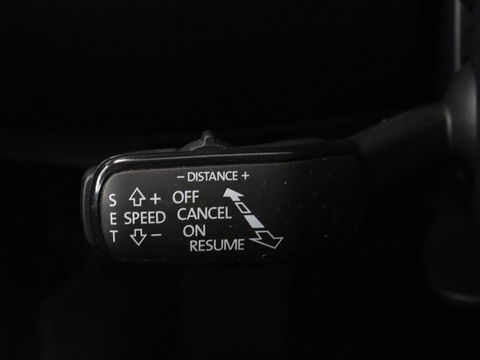 - DISTANCE +
S + OFF
E SPEED CANCEL
T - ON
RESUME